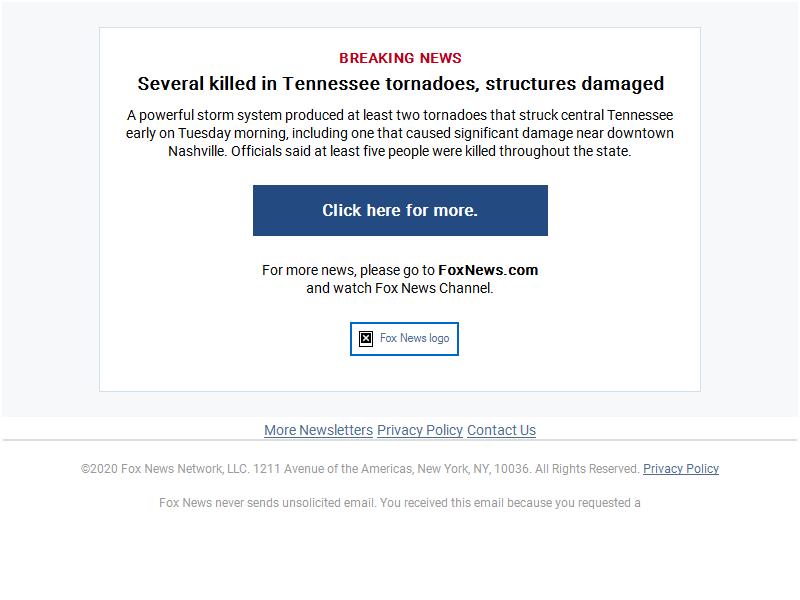 BREAKING NEWS
Several killed in Tennessee tornadoes, structures damaged
A powerful storm system produced at least two tornadoes that struck central Tennessee
early on Tuesday morning, including one that caused significant damage near downtown
Nashville. Officials said at least five people were killed throughout the state.
Click here for more.
For more news, please go to FoxNews.com
and watch Fox News Channel.
Fox News logo
More Newsletters Privacy Policy Contact Us
©2020 Fox News Network, LLC. 1211 Avenue of the Americas, New York, NY, 10036. All Rights Reserved. Privacy Policy
Fox News never sends unsolicited email. You received this email because you requested a